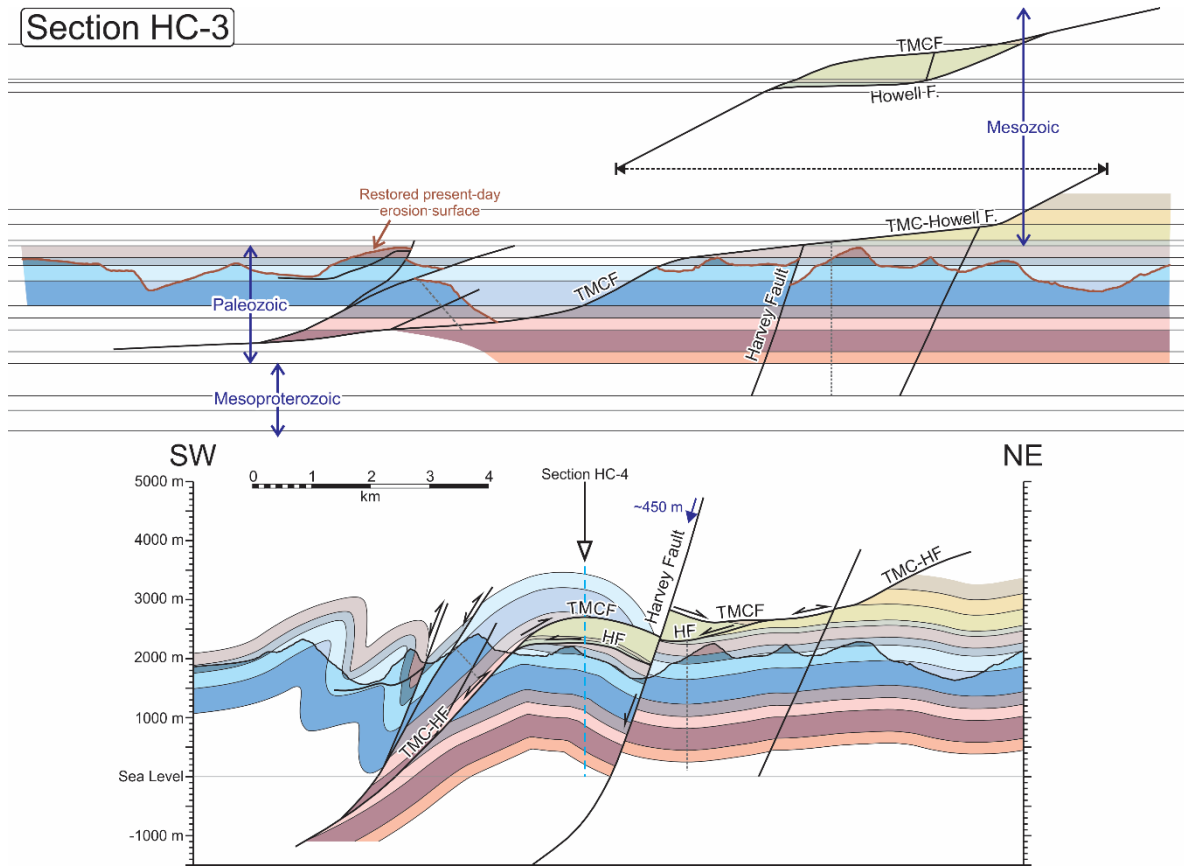 Section HC-3
TMCF
Howell F.
Mesozoic
Restored present-day
erosion surface
TMC-Howell F.
Paleozoic
TMCF
Harvey Fault
Mesoproterozoic
SW
NE
0 1 2 3 4
km
Section HC-4
~450 m
5000 m
4000 m
3000 m
2000 m
1000 m
Sea Level
-1000 m
Harvey Fault
TMC-HF
TMCF
TMCF
HF
HF
TMC-HF